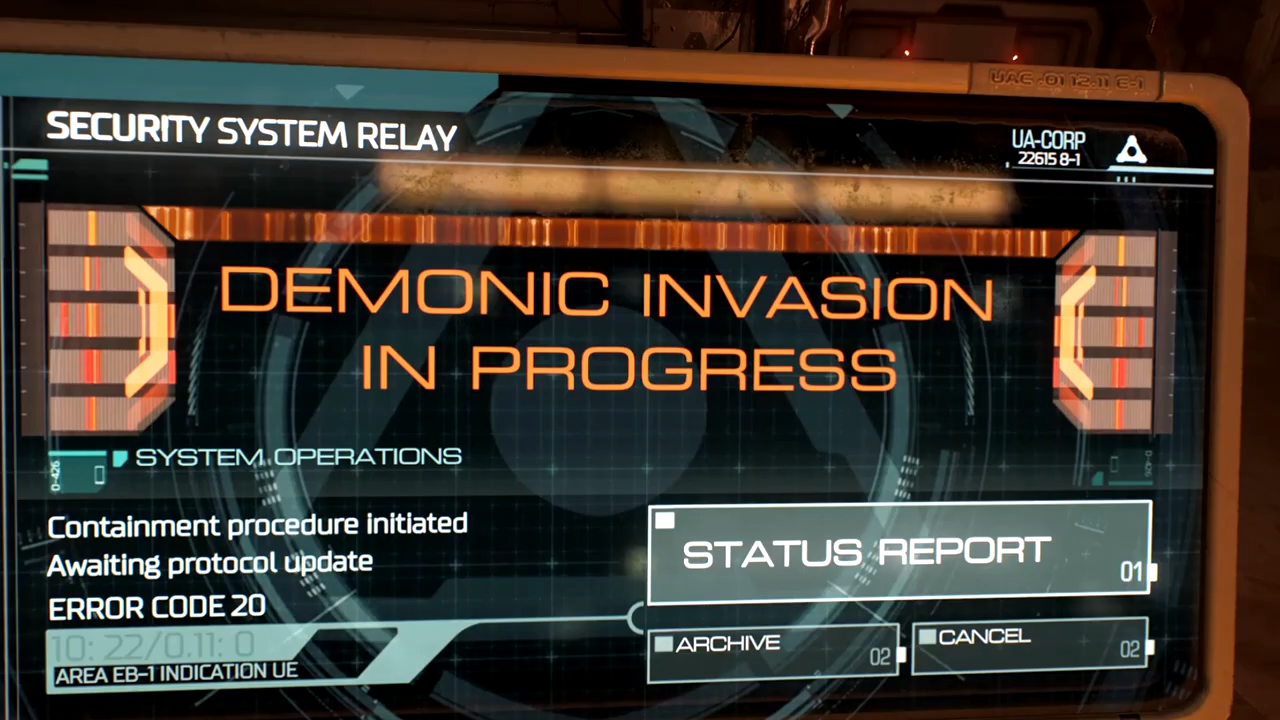 UAC -01 12.11 E-1
SECURITY SYSTEM RELAY
UA-CORP
22615 8-1
DEMONIC INVASION
IN PROGRESS
D-426
SYSTEM OPERATIONS
D-426
Containment procedure initiated
Awaiting protocol update
ERROR CODE 20
10: 22/0.11: 0
AREA EB-1 INDICATION UE
STATUS REPORT
01
ARCHIVE
02
CANCEL
02